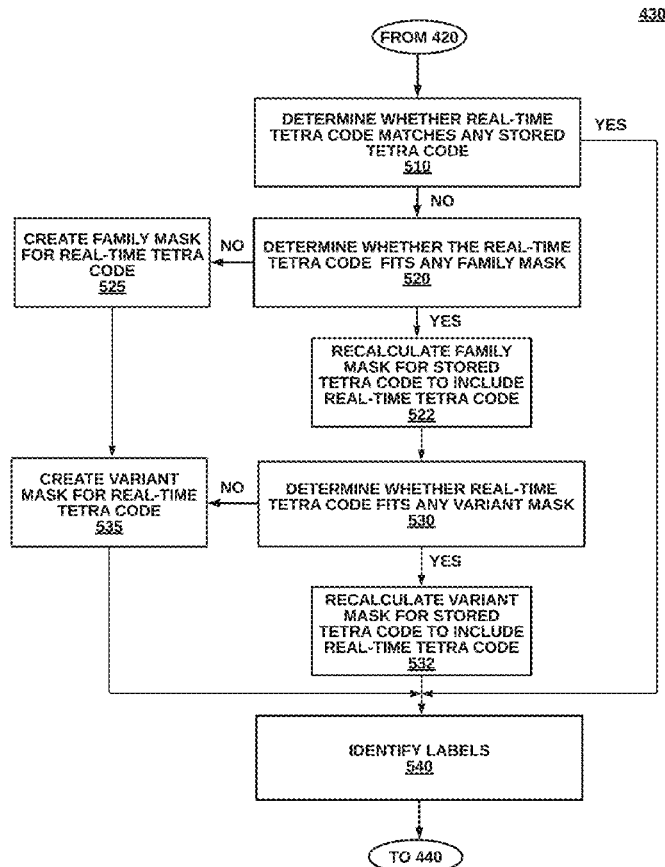 430
FROM 420
DETERMINE WHETHER REAL-TIME
TETRA CODE MATCHES ANY STORED
TETRA CODE
510
YES
NO
DETERMINE WHETHER THE REAL-TIME
TETRA CODE FITS ANY FAMILY MASK
520
NO
CREATE FAMILY MASK
FOR REAL-TIME TETRA
CODE
525
YES
RECALCULATE FAMILY
MASK FOR STORED
TETRA CODE TO INCLUDE
REAL-TIME TETRA CODE
522
DETERMINE WHETHER REAL-TIME
TETRA CODE FITS ANY VARIANT MASK
530
NO
CREATE VARIANT
MASK FOR REAL-TIME
TETRA CODE
535
YES
RECALCULATE VARIANT
MASK FOR STORED
TETRA CODE TO INCLUDE
REAL-TIME TETRA CODE
532
IDENTIFY LABELS
540
TO 440